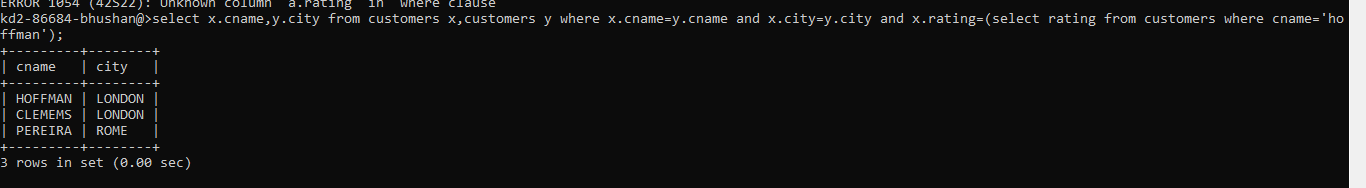 ERROR 1054 (42S22): Unknown column 'a.rating' in 'where clause'
kd2-86684-bhushan@>select x.cname,y.city from customers x,customers y where x.cname=y.cname and x.city=y.city and x.rating=(select rating from customers where cname='ho
ffman');
+---------+--------+
| cname   | city   |
+---------+--------+
| HOFFMAN | LONDON |
| CLEMEMS | LONDON |
| PEREIRA | ROME   |
+---------+--------+
3 rows in set (0.00 sec)